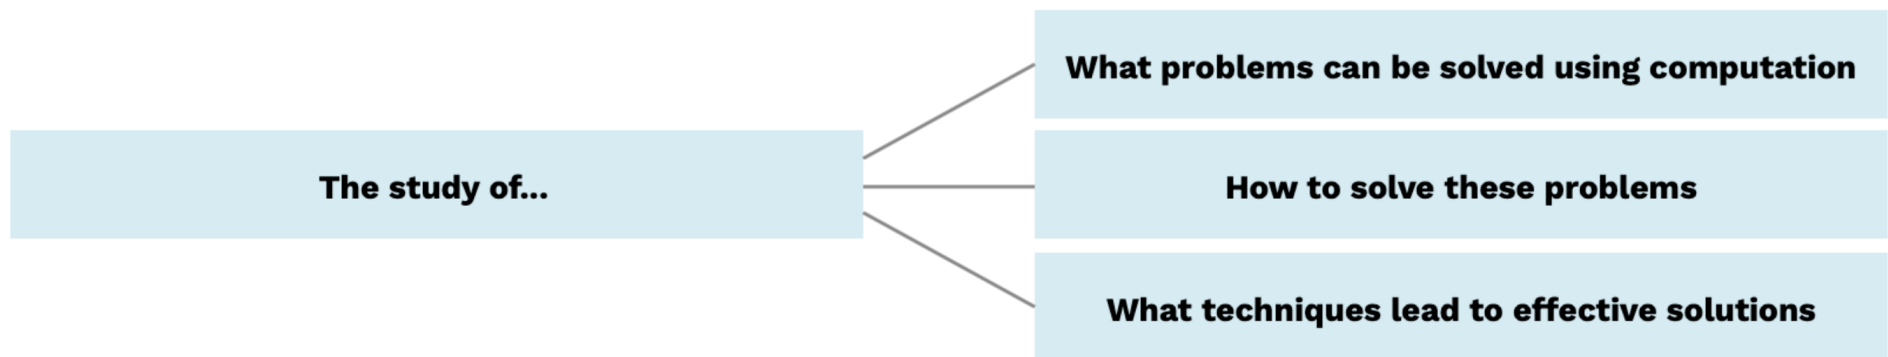 The study of...
What problems can be solved using computation
How to solve these problems
What techniques lead to effective solutions